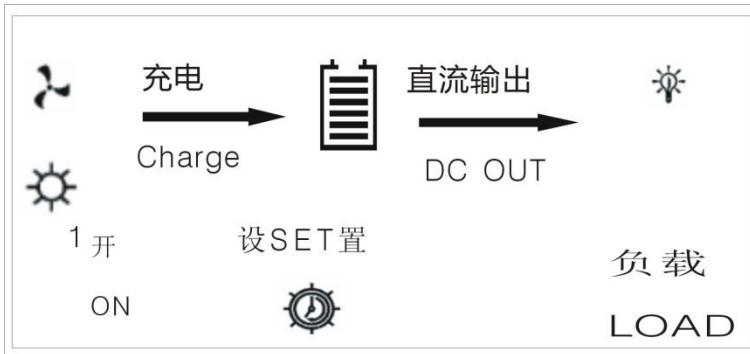 充电
直流输出
Charge
DC OUT
1开
设SET置
负载
ON
LOAD